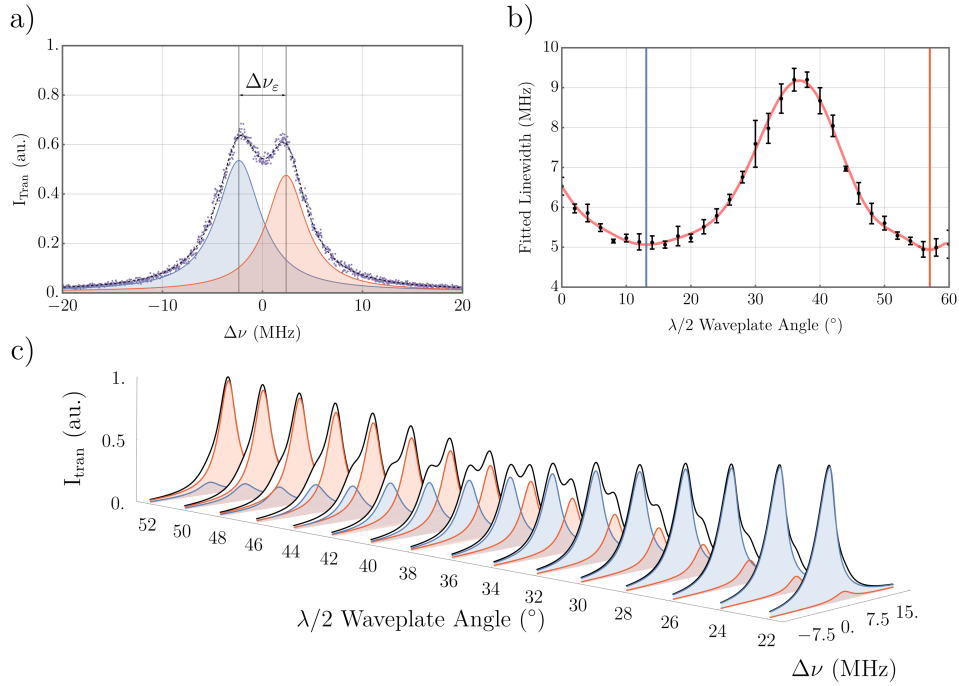 a)
1.
0.8
0.6
0.4
0.2
0.
I_Tran (au.)
Δν_ε
−20 −10 0 10 20
Δν (MHz)
b)
10
9
8
7
6
5
4
Fitted Linewidth (MHz)
0 10 20 30 40 50 60
λ/2 Waveplate Angle (°)
c)
1.
0.5
0.
I_tran (au.)
52 50 48 46 44 42 40 38 36 34 32 30 28 26 24 22
λ/2 Waveplate Angle (°)
−7.5 0. 7.5 15.
Δν (MHz)